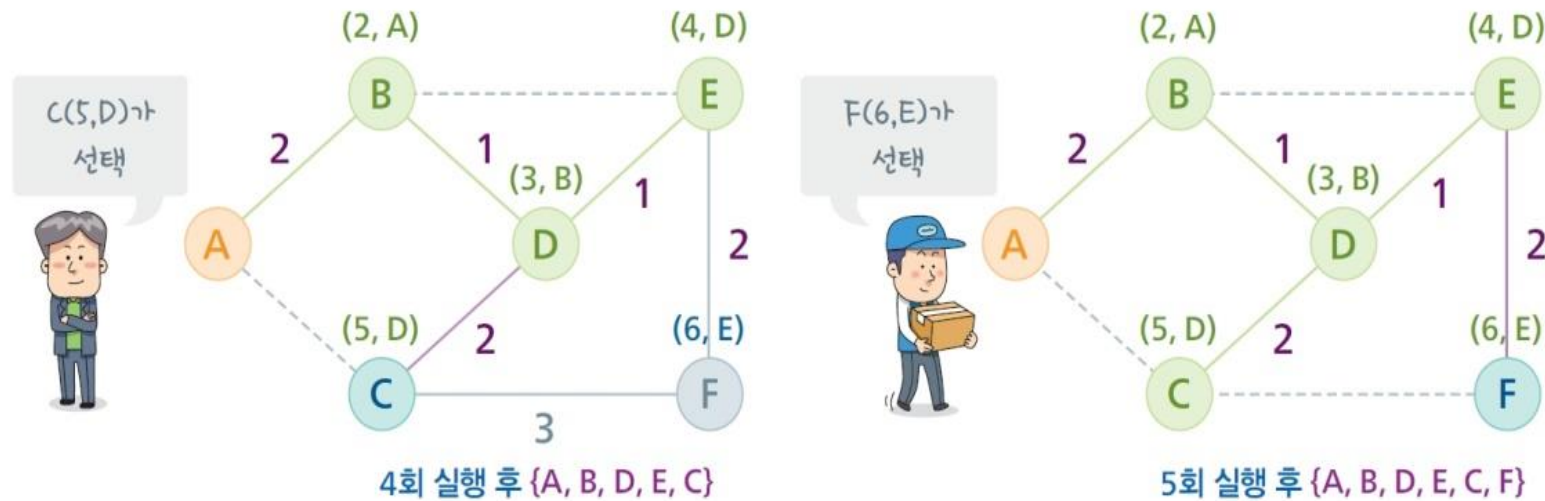 (2, A)
(4, D)
C(5,D)가
선택
B
E
2
1
(3, B)
1
A
D
2
(5, D)
2
(6, E)
C
F
3
4회 실행 후 {A, B, D, E, C}
(2, A)
(4, D)
F(6,E)가
선택
B
E
2
1
(3, B)
1
A
D
2
(5, D)
2
(6, E)
C
F
5회 실행 후 {A, B, D, E, C, F}